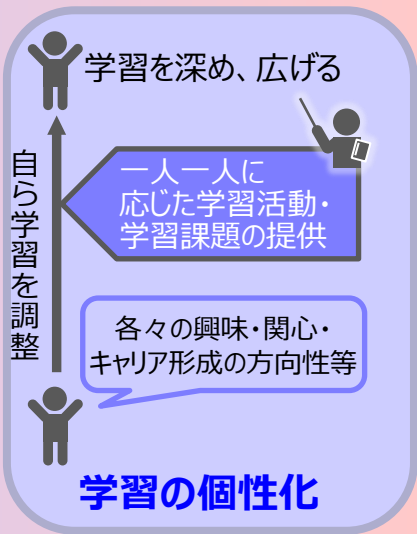 学習を深め、広げる
一人一人に
応じた学習活動・
学習課題の提供
自ら学習を調整
各々の興味・関心・
キャリア形成の方向性等
学習の個性化